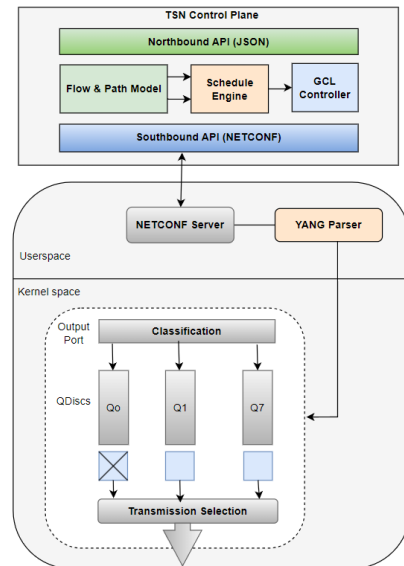 TSN Control Plane
Northbound API (JSON)
Flow & Path Model
Schedule
Engine
GCL
Controller
Southbound API (NETCONF)
NETCONF Server
YANG Parser
Userspace
Kernel space
Output
Port
Classification
QDiscs
Qo
Q1
Q7
Transmission Selection